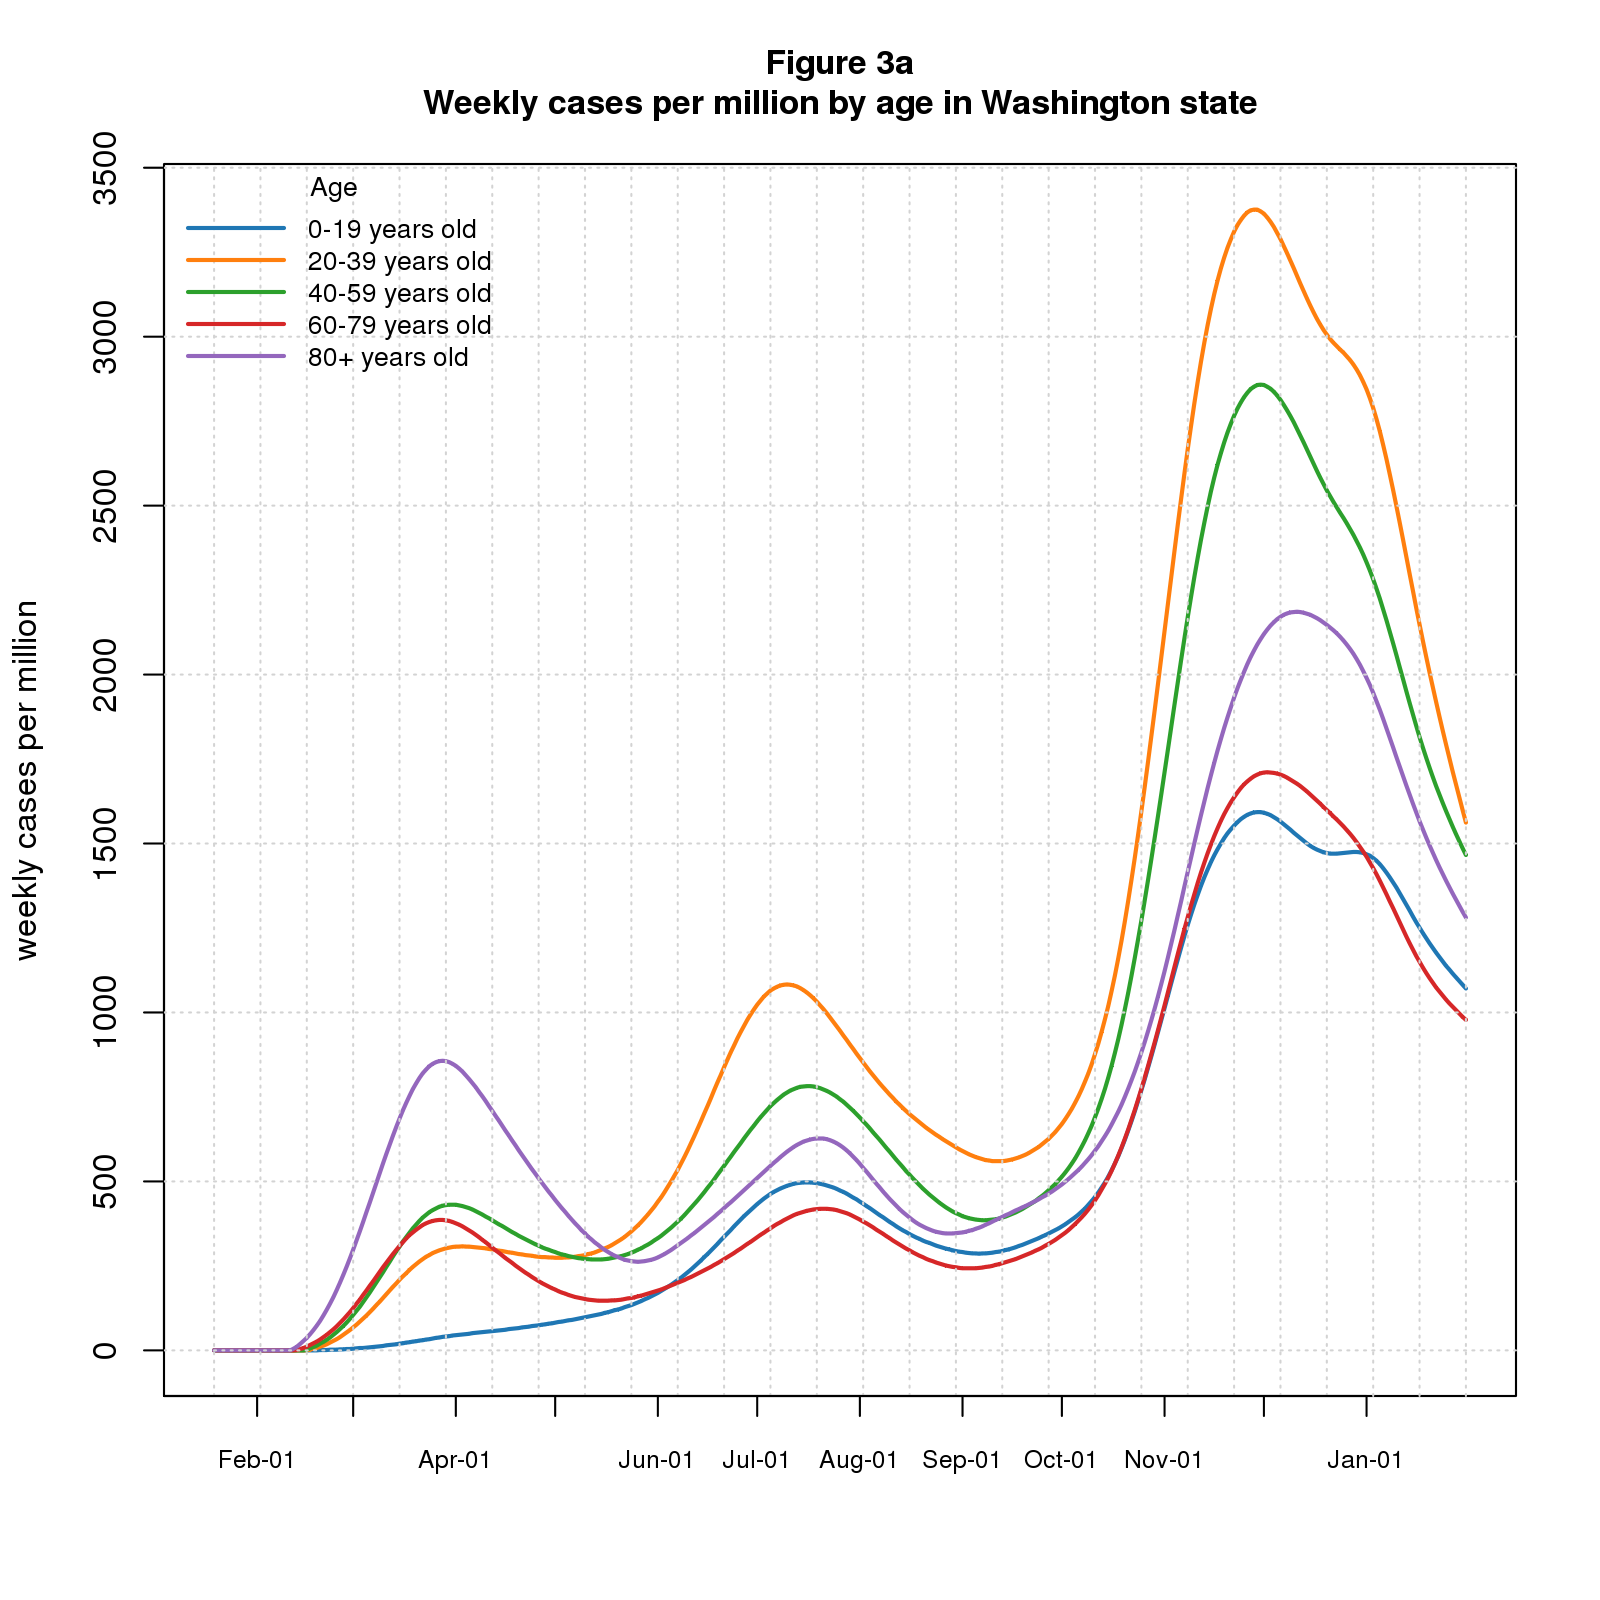 Figure 3a
Weekly cases per million by age in Washington state
weekly cases per million
3500
3000
2500
2000
1500
1000
500
0
Age
0-19 years old
20-39 years old
40-59 years old
60-79 years old
80+ years old
Feb-01 Apr-01 Jun-01 Jul-01 Aug-01 Sep-01 Oct-01 Nov-01 Jan-01